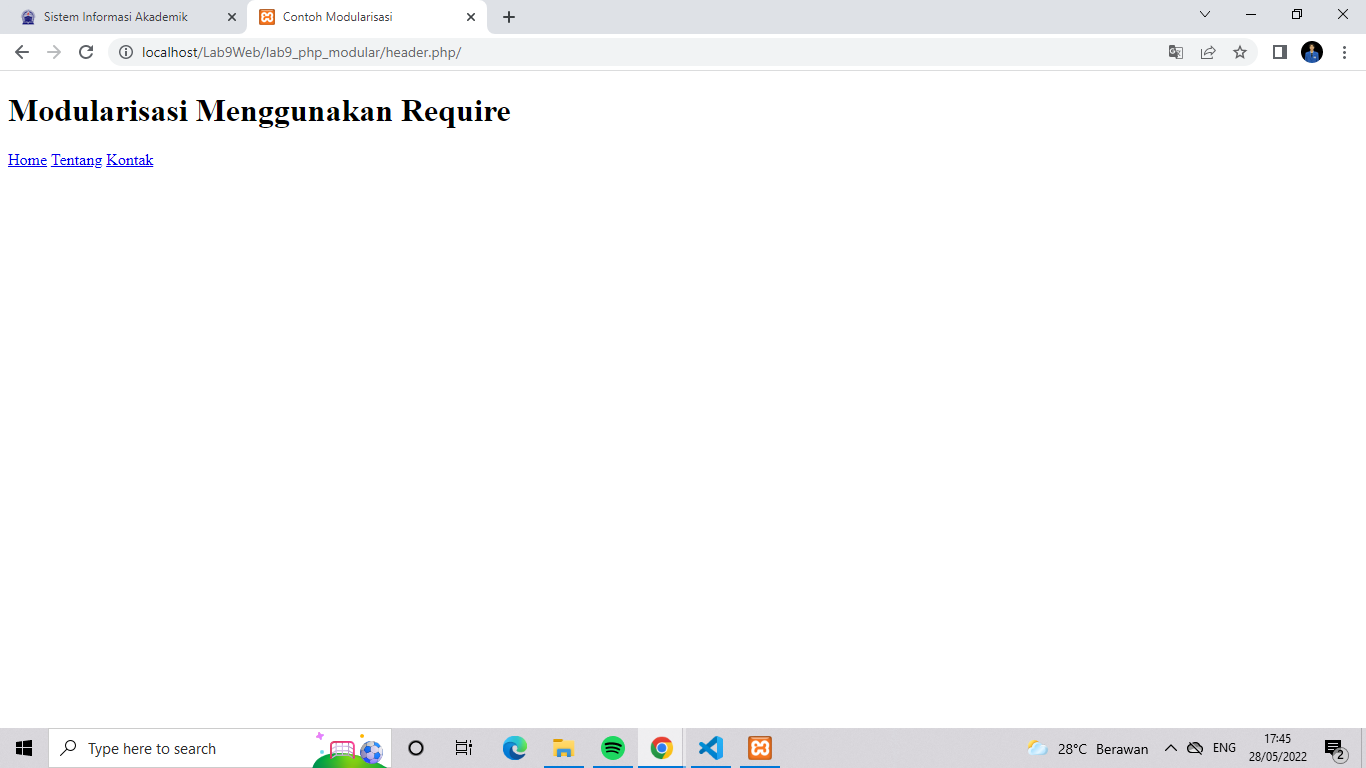 Sistem Informasi Akademik
Contoh Modularisasi
localhost/Lab9Web/lab9_php_modular/header.php/
Modularisasi Menggunakan Require
Home Tentang Kontak
Type here to search
28°C Berawan
ENG
17:45
28/05/2022
2